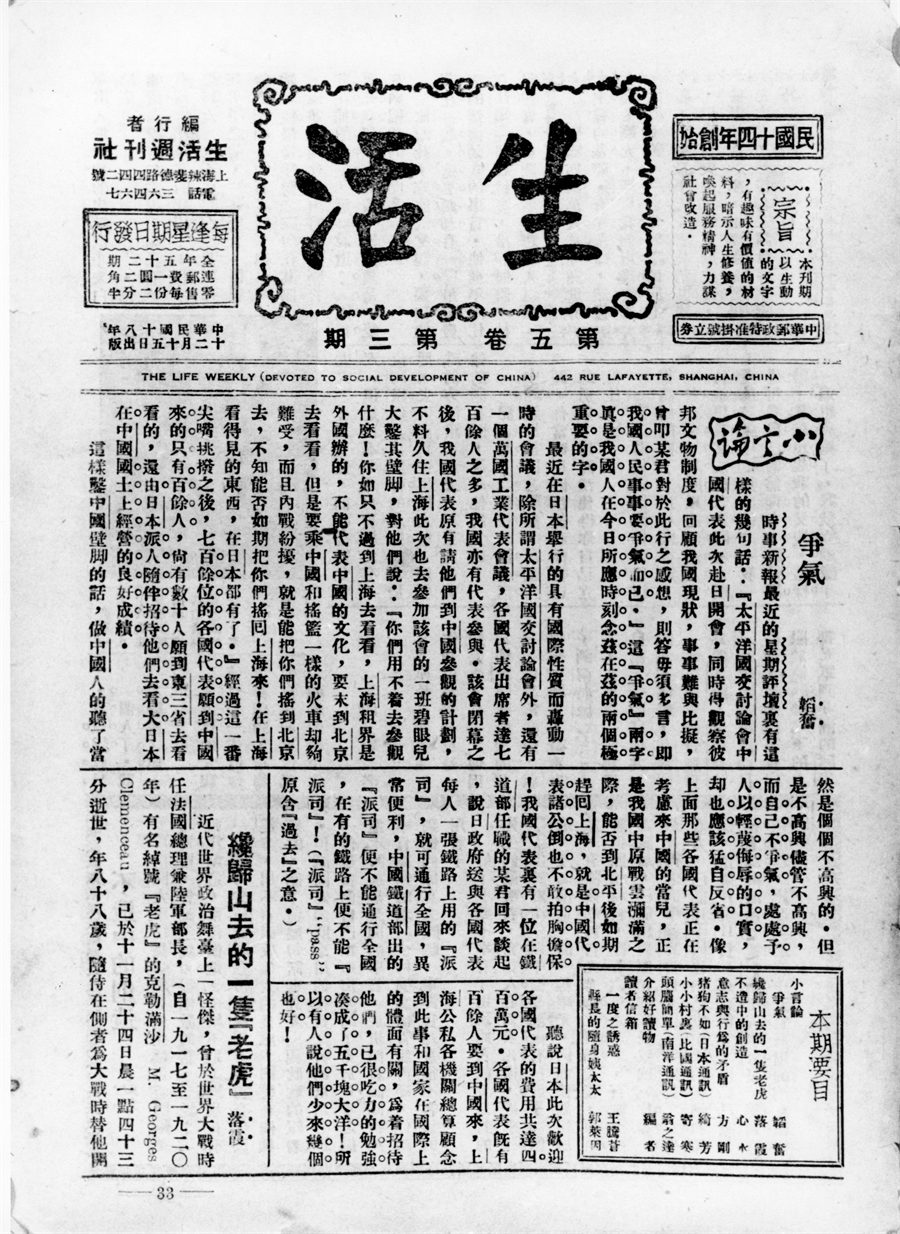 民國十四年創始
宗旨
本刊期
以生動
的文字
，有趣味有價值的材
料，暗示人生修養，
喚起服務精神，力謀
社會改造．
中華郵政特准掛號立券
生活
第五卷 第三期
編行者
生活週刊社
上海辣斐德路四四二號
電話 三六四六七
每逢星期日發行
全年五十二期
連郵費一圓二角
零售每份二分半
中華民國十八年
十二月十五日出版
THE LIFE WEEKLY (DEVOTED TO SOCIAL DEVELOPMENT OF CHINA) 442 RUE LAFAYETTE, SHANGHAI, CHINA
小言論
爭氣
韜奮
時事新報最近的星期評壇裏有這
樣的幾句話：『太平洋國交討論會中
國代表此次赴日開會，同時得觀察彼
邦文物制度，回顧我國現狀，事事難與比擬，
曾叩某君對於此行之感想，則答毋須多言，即
我國人民事事要爭氣而已．』這『爭氣』兩字
眞是我國人在今日所應時刻念茲在茲的兩個極
重要的字．
最近在日本舉行的具有國際性質而轟動一
時的會議，除所謂太平洋國交討論會外，還有
一個萬國工業代表會議，各國代表出席者達七
百餘人之多，我國亦有代表參與．該會閉幕之
後，我國代表原有請他們到中國參觀的計劃，
不料久住上海此次也去參加該會的一班碧眼兒
大鑿其壁脚，對他們說：『你們用不着去參觀
什麼！你如只不過到上海去看看，上海租界是
外國辦的，不能代表中國的文化，要末到北京
去看看，但是要乘中國和搖籃一樣的火車却夠
難受，而且內戰紛擾，就是能把你們搖到北京
去，不知能否如期把你們搖回上海來！在上海
看得見的東西，在日本都有了．』經過這一番
尖嘴挑撥之後，七百餘位的各國代表願到中國
來的只有百餘人，尙有數十人願到東三省去看
看的，還由日本派人隨伴招待他們去看大日本
在中國國土上經營的良好成績．
這樣鑿中國壁脚的話，做中國人的聽了當
然是個個不高興的．但
是不高興儘管不高興，
而自己不爭氣，處處予
人以輕蔑侮辱的口實，
却也應該猛自反省．像
上面那些各國代表正在
考慮來中國的當兒，正
是我國中原戰雲瀰滿之
際，能否到北平後如期
趕回上海，就是中國代
表諸公倒也不敢拍胸擔保
！我國代表裏有一位在鐵
道部任職的某君回來談起
，說日政府送與各國代表
每人一張鐵路上用的『派
司』，就可通行全國，異
常便利，中國鐵道部出的
『派司』便不能通行全國
，在有的鐵路上便不能『
派司』！（『派司』"pass"
原含『過去』之意．）
聽說日本此次歡迎
各國代表的費用共達四
百萬元．各國代表既有
百餘人要到中國來，上
海公私各機關總算顧念
到此事和國家在國際上
的體面有關，爲着招待
他們，已很吃力的勉強
湊成了五千塊大洋！所
以有人說他們少來幾個
也好！
本期要目
小言論
爭氣 韜奮
纔歸山去的一隻老虎 落霞
不遭中的創造 心水
意志與行爲的矛盾 方剛
豬狗不如（日本通訊） 綺芳
小小村裏（比國通訊） 寄寒
頭腦簡單（南洋通訊） 翁之達
介紹好讀物 編者
讀者信箱
一度之誘惑
縣長的隨身姨太太 郭萊周
纔歸山去的一隻『老虎』
落霞
近代世界政治舞臺上一怪傑，曾於世界大戰時
任法國總理兼陸軍部長，（自一九一七至一九二〇
年）有名綽號『老虎』的克勒滿沙 M. Gorges
Clemenceau，已於十一月二十四日晨一點四十三
分逝世，年八十八歲，隨侍在側者爲大戰時替他開
33